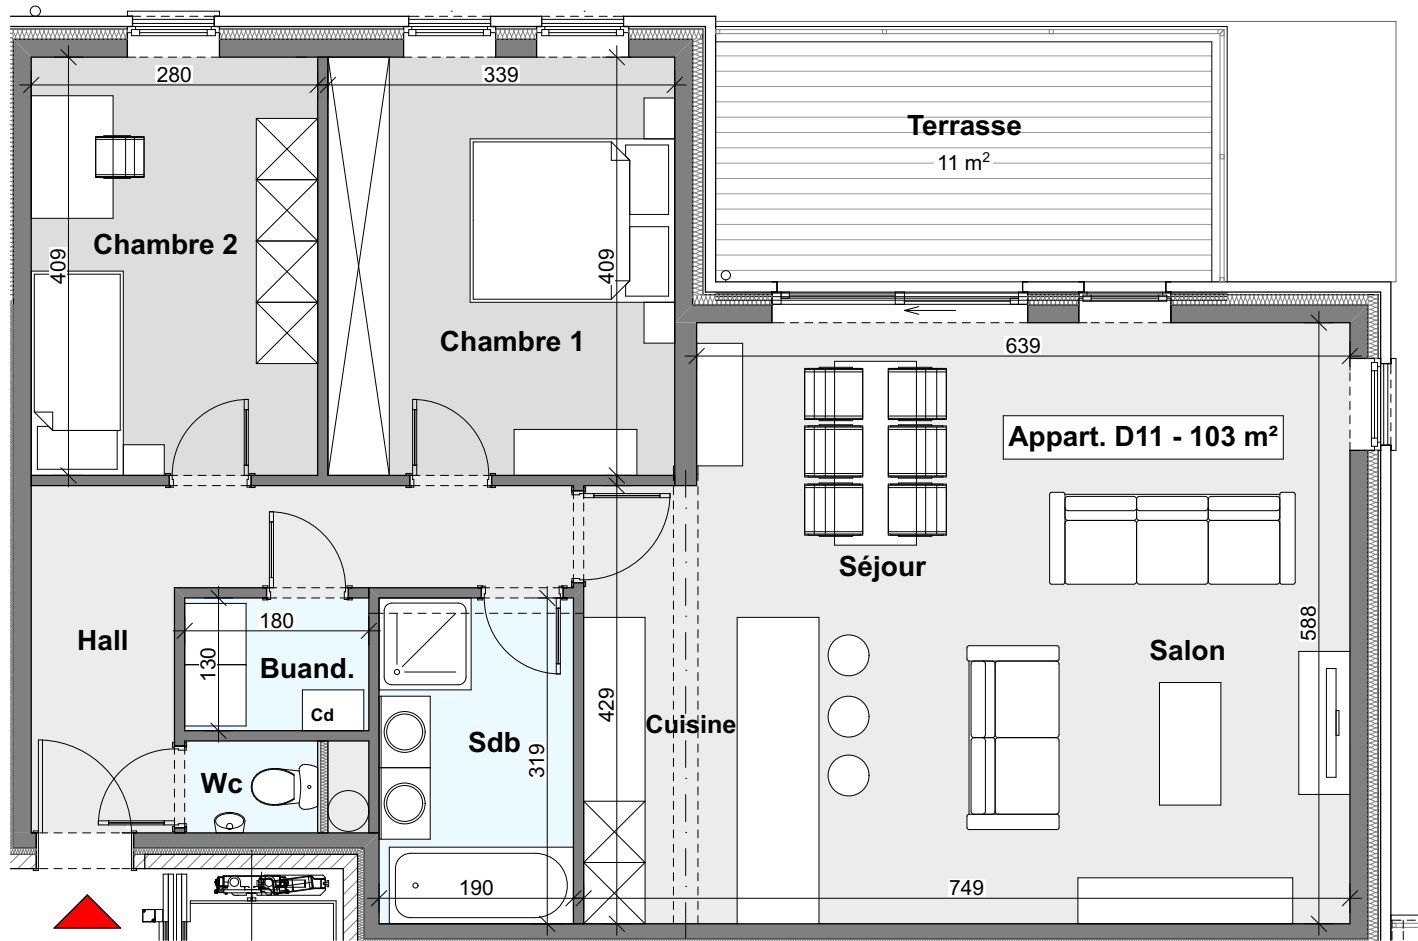 280
339
Terrasse
11 m²
409
Chambre 2
409
Chambre 1
639
Appart. D11 - 103 m²
Séjour
588
Hall
180
130
Buand.
Cd
Salon
429
Cuisine
Sdb
319
Wc
190
749